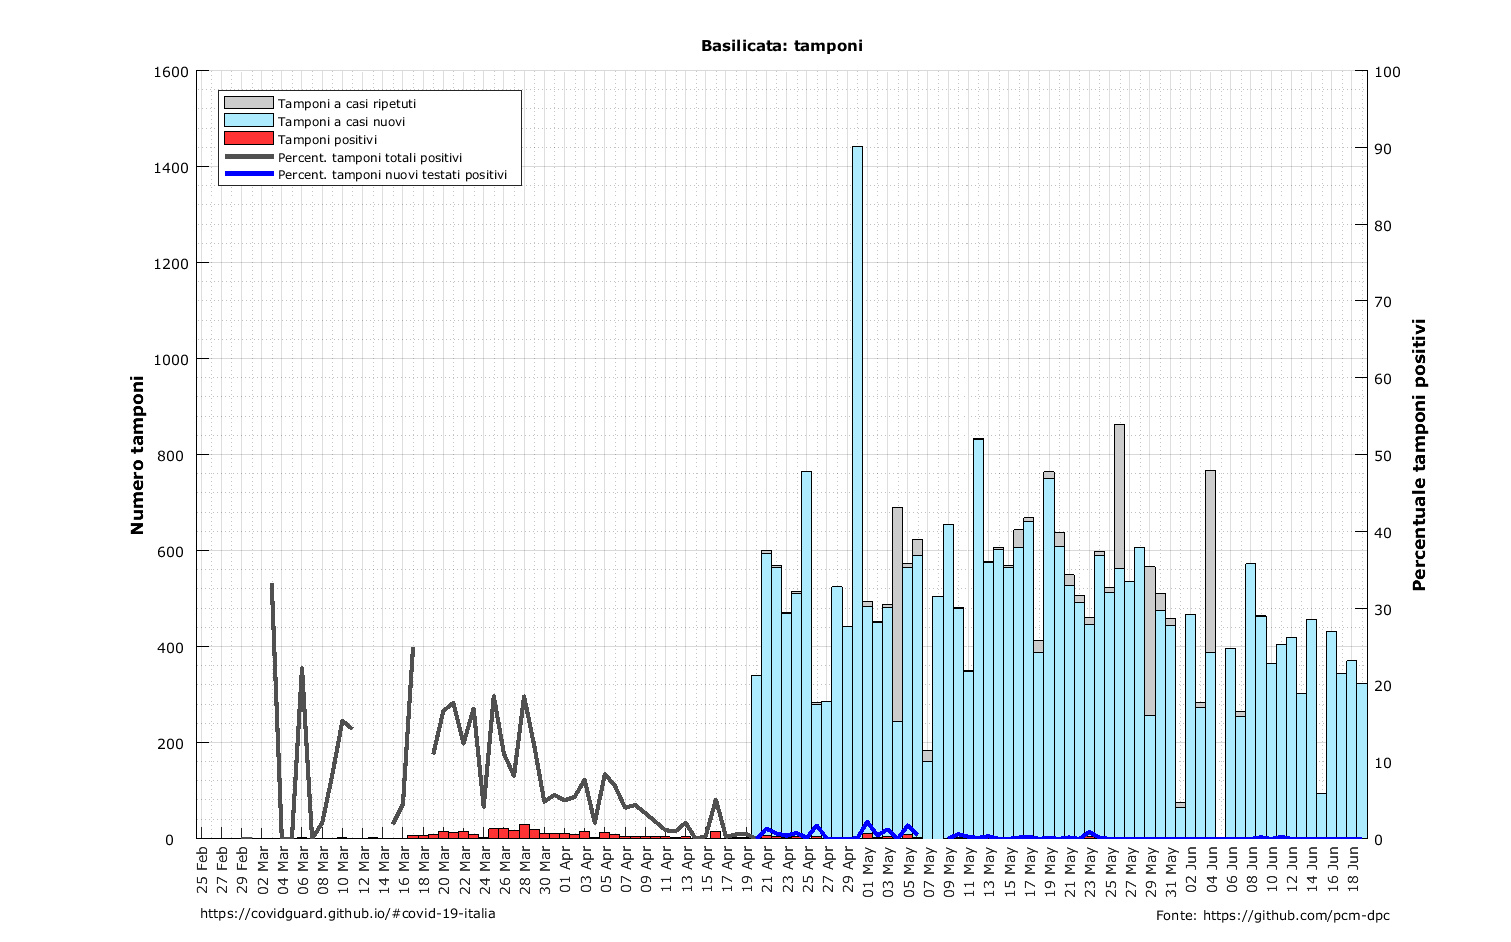 Basilicata: tamponi
Tamponi a casi ripetuti
Tamponi a casi nuovi
Tamponi positivi
Percent. tamponi totali positivi
Percent. tamponi nuovi testati positivi
Numero tamponi
1600
1400
1200
1000
800
600
400
200
0
Percentuale tamponi positivi
100
90
80
70
60
50
40
30
20
10
0
25 Feb
27 Feb
29 Feb
02 Mar
04 Mar
06 Mar
08 Mar
10 Mar
12 Mar
14 Mar
16 Mar
18 Mar
20 Mar
22 Mar
24 Mar
26 Mar
28 Mar
30 Mar
01 Apr
03 Apr
05 Apr
07 Apr
09 Apr
11 Apr
13 Apr
15 Apr
17 Apr
19 Apr
21 Apr
23 Apr
25 Apr
27 Apr
29 Apr
01 May
03 May
05 May
07 May
09 May
11 May
13 May
15 May
17 May
19 May
21 May
23 May
25 May
27 May
29 May
31 May
02 Jun
04 Jun
06 Jun
08 Jun
10 Jun
12 Jun
14 Jun
16 Jun
18 Jun
https://covidguard.github.io/#covid-19-italia
Fonte: https://github.com/pcm-dpc